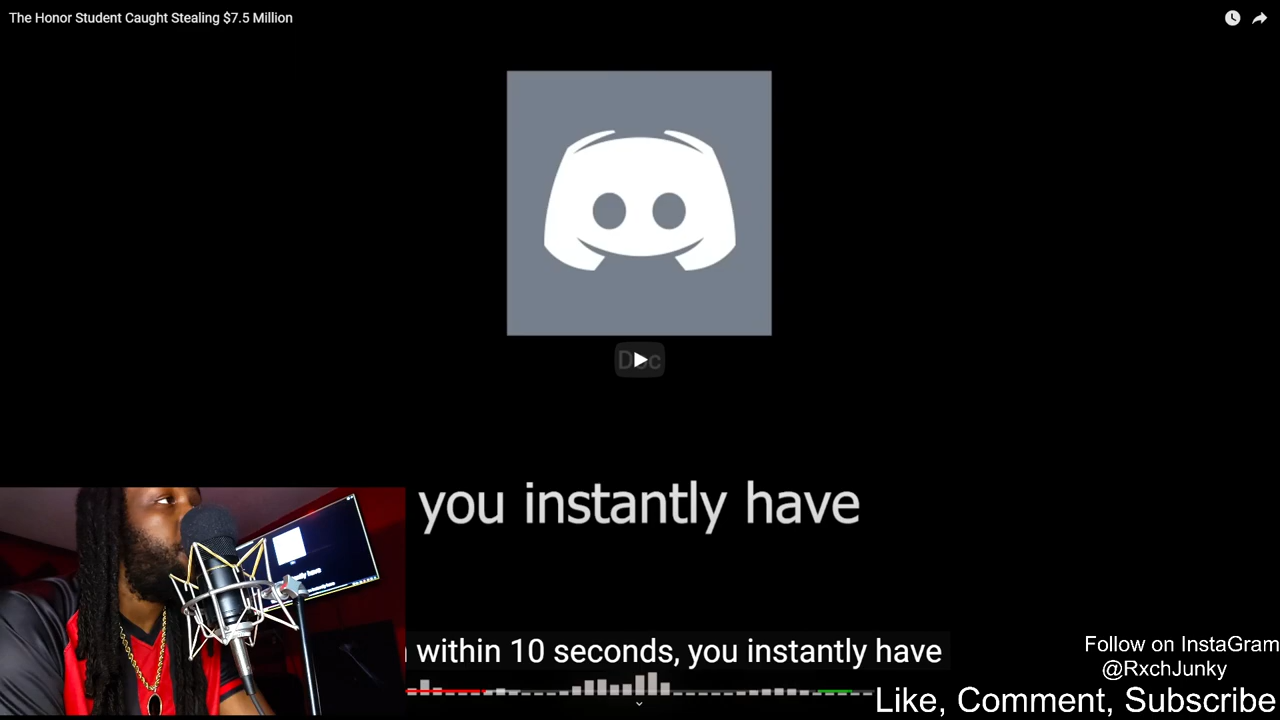 The Honor Student Caught Stealing $7.5 Million
you instantly have
within 10 seconds, you instantly have
Follow on InstaGram
@RxchJunky
Like, Comment, Subscribe